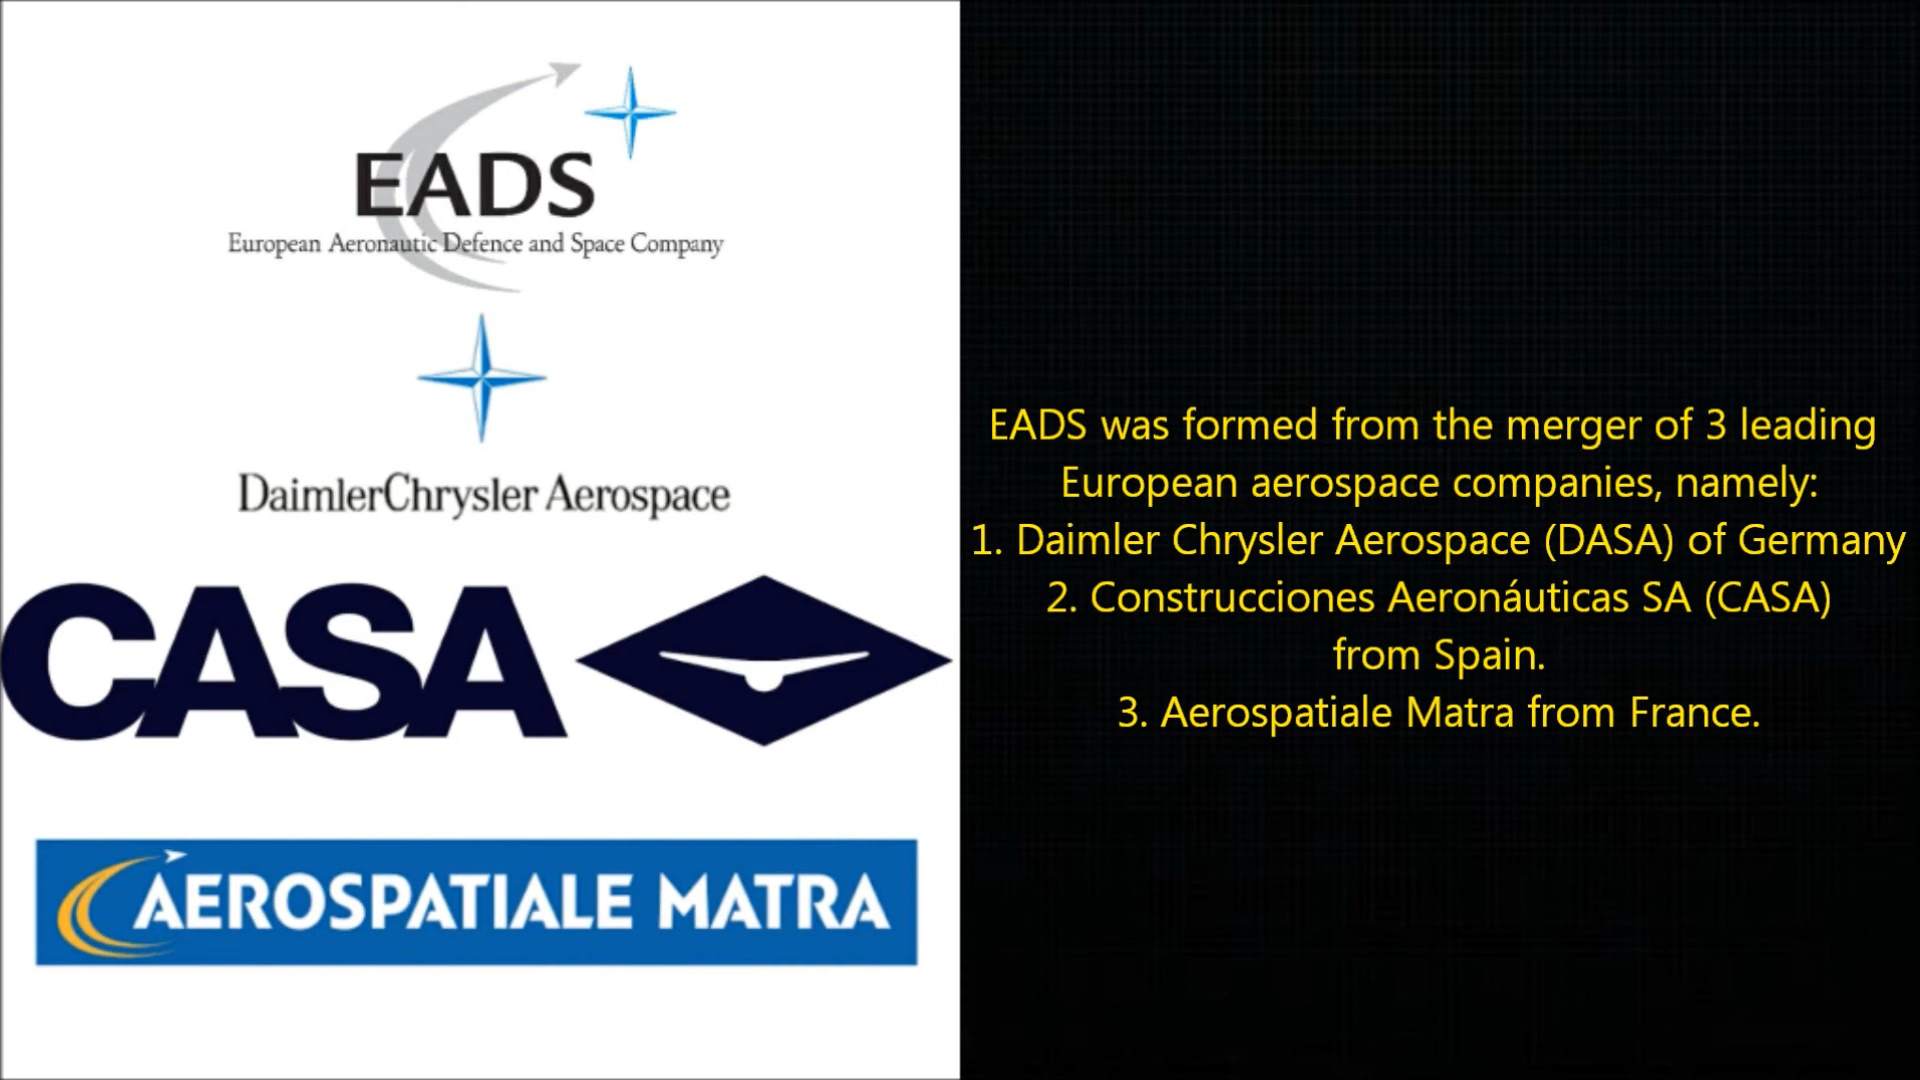 EADS
European Aeronautic Defence and Space Company
DaimlerChrysler Aerospace
CASA
AEROSPATIALE MATRA
EADS was formed from the merger of 3 leading
European aerospace companies, namely:
1. Daimler Chrysler Aerospace (DASA) of Germany
2. Construcciones Aeronáuticas SA (CASA)
from Spain.
3. Aerospatiale Matra from France.